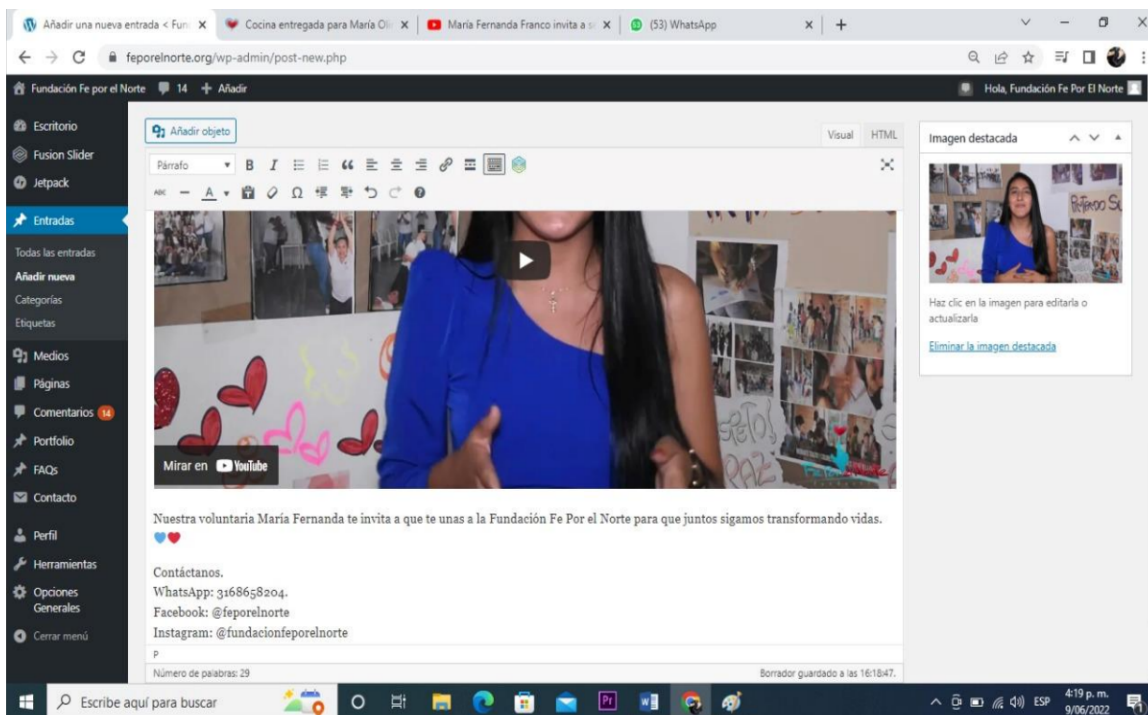 Añadir una nueva entrada < Fun
Cocina entregada para María Oli
María Fernanda Franco invita a s
(53) WhatsApp
feporelnorte.org/wp-admin/post-new.php
Fundación Fe por el Norte 14 + Añadir
Hola, Fundación Fe Por El Norte
Escritorio
Fusion Slider
Jetpack
Entradas
Todas las entradas
Añadir nueva
Categorías
Etiquetas
Medios
Páginas
Comentarios 14
Portfolio
FAQs
Contacto
Perfil
Herramientas
Opciones
Generales
Cerrar menú
Añadir objeto
Visual HTML
Párrafo
Mirar en YouTube
Nuestra voluntaria María Fernanda te invita a que te unas a la Fundación Fe Por el Norte para que juntos sigamos transformando vidas.
💙❤️
Contáctanos.
WhatsApp: 3168658204.
Facebook: @feporelnorte
Instagram: @fundacionfeporelnorte
P
Número de palabras: 29
Borrador guardado a las 16:18:47.
Imagen destacada
Haz clic en la imagen para editarla o
actualizarla
Eliminar la imagen destacada
Escribe aquí para buscar
ESP
4:19 p. m.
9/06/2022